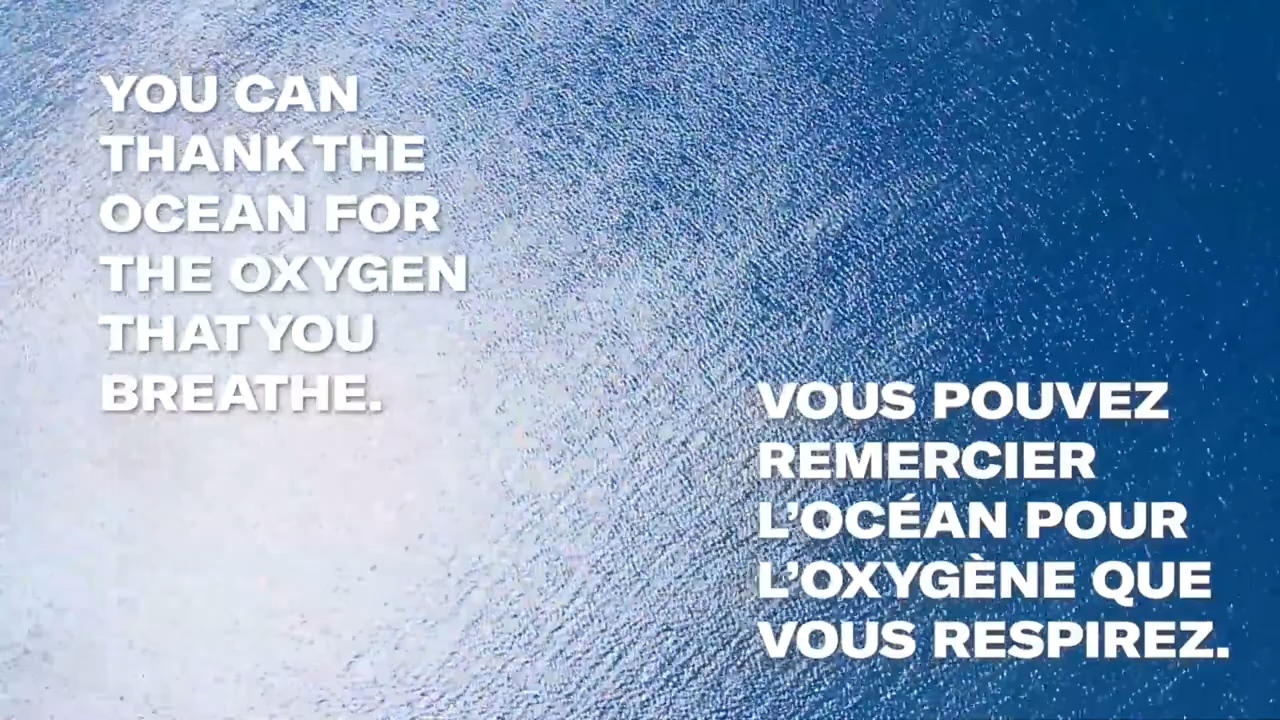 YOU CAN
THANK THE
OCEAN FOR
THE OXYGEN
THAT YOU
BREATHE.
VOUS POUVEZ
REMERCIER
L’OCÉAN POUR
L’OXYGÈNE QUE
VOUS RESPIREZ.